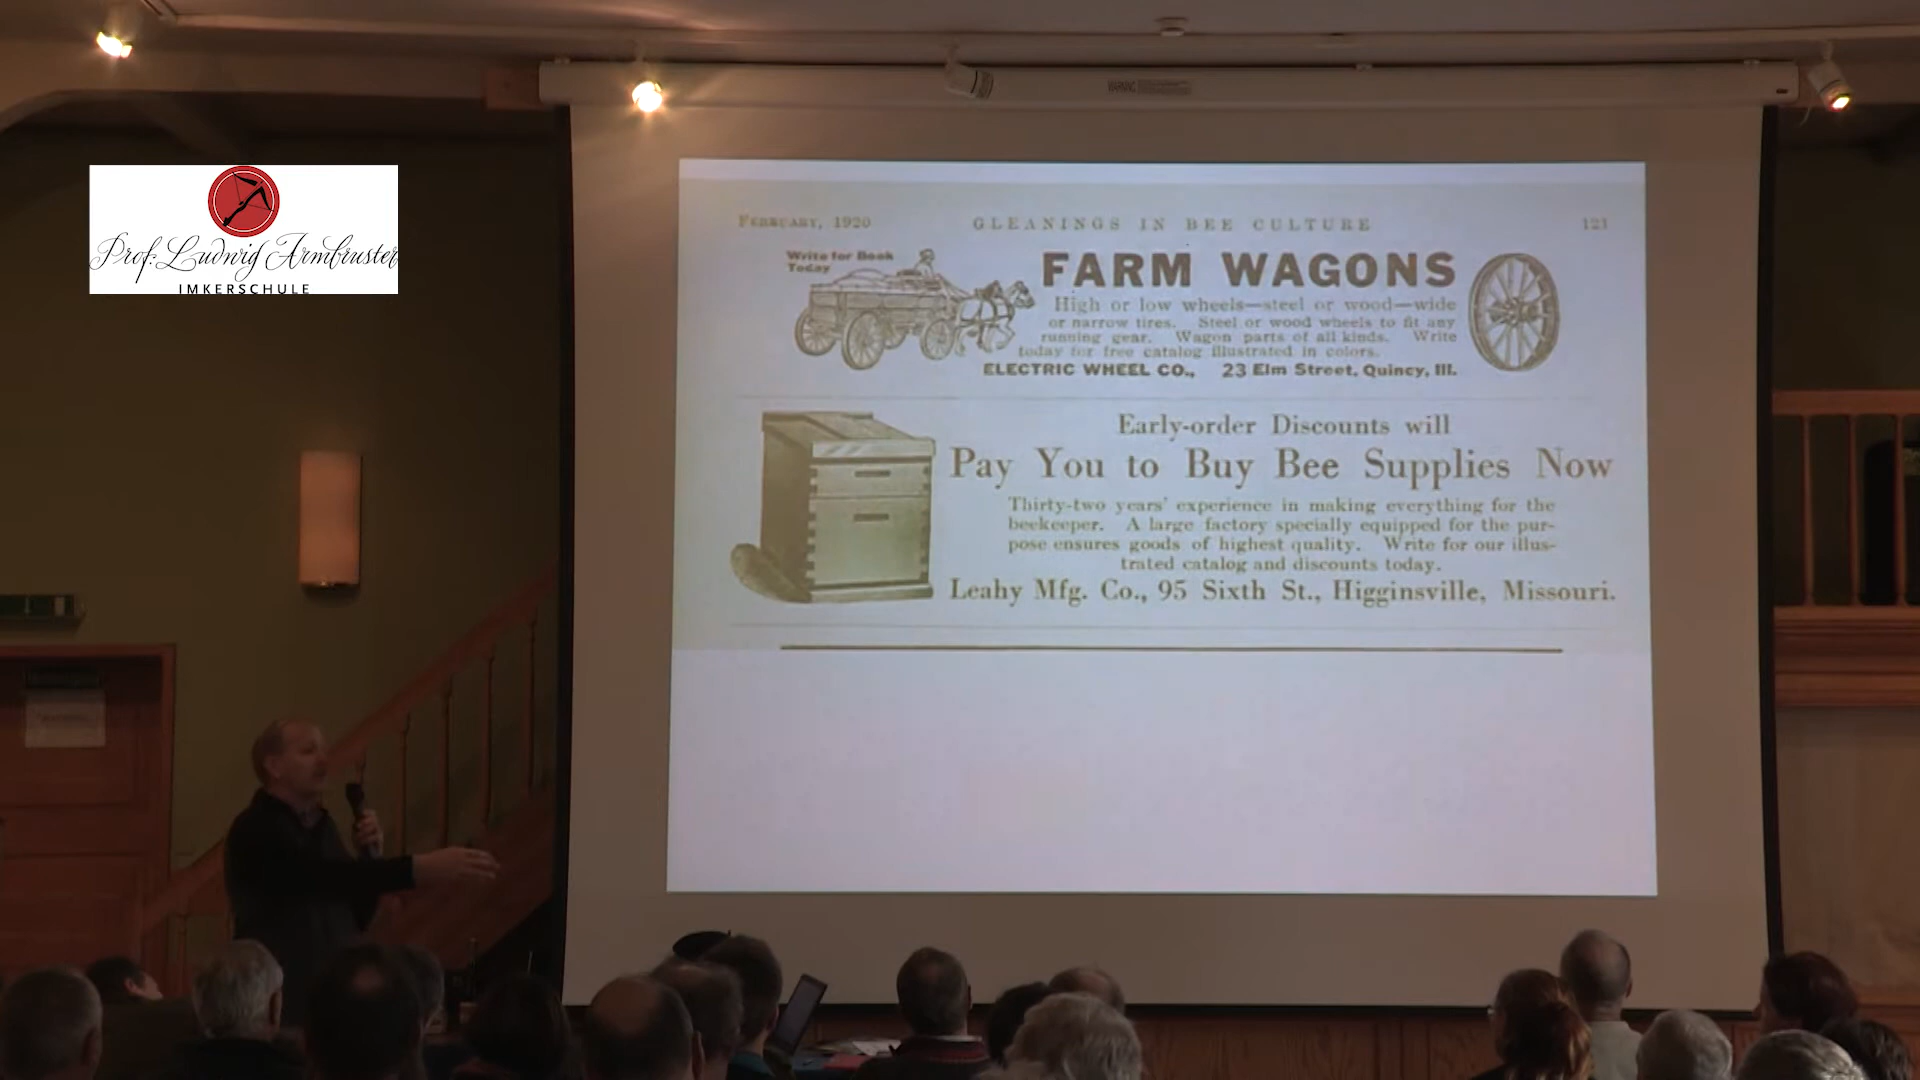 Prof. Ludwig Armbruster
IMKERSCHULE
FEBRUARY, 1920 GLEANINGS IN BEE CULTURE 121
Write for Book
Today
FARM WAGONS
High or low wheels—steel or wood—wide
or narrow tires. Steel or wood wheels to fit any
running gear. Wagon parts of all kinds. Write
today for free catalog illustrated in colors.
ELECTRIC WHEEL CO., 23 Elm Street, Quincy, Ill.
Early-order Discounts will
Pay You to Buy Bee Supplies Now
Thirty-two years' experience in making everything for the
beekeeper. A large factory specially equipped for the pur-
pose ensures goods of highest quality. Write for our illus-
trated catalog and discounts today.
Leahy Mfg. Co., 95 Sixth St., Higginsville, Missouri.